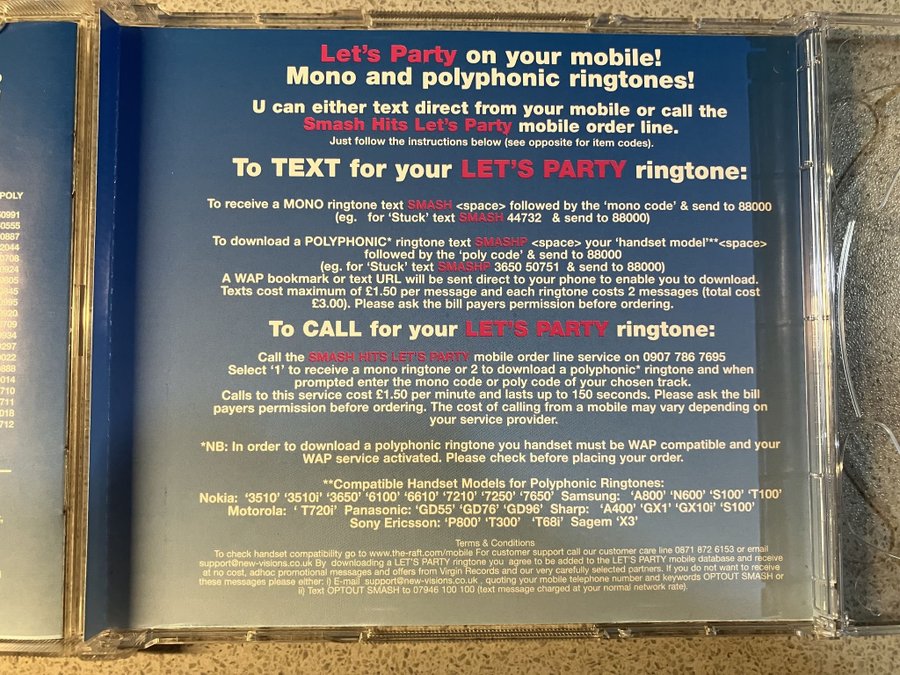 Let's Party on your mobile!
Mono and polyphonic ringtones!
U can either text direct from your mobile or call the
Smash Hits Let's Party mobile order line.
Just follow the instructions below (see opposite for item codes).
To TEXT for your LET'S PARTY ringtone:
To receive a MONO ringtone text SMASH <space> followed by the 'mono code' & send to 88000
(eg. for 'Stuck' text SMASH 44732 & send to 88000)
To download a POLYPHONIC* ringtone text SMASHP <space> your 'handset model'**<space>
followed by the 'poly code' & send to 88000
(eg. for 'Stuck' text SMASHP 3650 50751 & send to 88000)
A WAP bookmark or text URL will be sent direct to your phone to enable you to download.
Texts cost maximum of £1.50 per message and each ringtone costs 2 messages (total cost
£3.00). Please ask the bill payers permission before ordering.
To CALL for your LET'S PARTY ringtone:
Call the SMASH HITS LET'S PARTY mobile order line service on 0907 786 7695
Select '1' to receive a mono ringtone or 2 to download a polyphonic* ringtone and when
prompted enter the mono code or poly code of your chosen track.
Calls to this service cost £1.50 per minute and lasts up to 150 seconds. Please ask the bill
payers permission before ordering. The cost of calling from a mobile may vary depending on
your service provider.
*NB: In order to download a polyphonic ringtone you handset must be WAP compatible and your
WAP service activated. Please check before placing your order.
**Compatible Handset Models for Polyphonic Ringtones:
Nokia: '3510' '3510i' '3650' '6100' '6610' '7210' '7250' '7650' Samsung: 'A800' 'N600' 'S100' 'T100'
Motorola: ' T720i' Panasonic: 'GD55' 'GD76' 'GD96' Sharp: 'A400' 'GX1' 'GX10i' 'S100'
Sony Ericsson: 'P800' 'T300' 'T68i' Sagem 'X3'
Terms & Conditions
To check handset compatibility go to www.the-raft.com/mobile For customer support call our customer care line 0871 872 6153 or email
support@new-visions.co.uk By downloading a LET'S PARTY ringtone you agree to be added to the LET'S PARTY mobile database and receive
at no cost, adhoc promotional messages and offers from Virgin Records and our very carefully selected partners. If you do not want to receive
these messages please either: i) E-mail support@new-visions.co.uk , quoting your mobile telephone number and keywords OPTOUT SMASH or
ii) Text OPTOUT SMASH to 07946 100 100 (text message charged at your normal network rate).
POLY